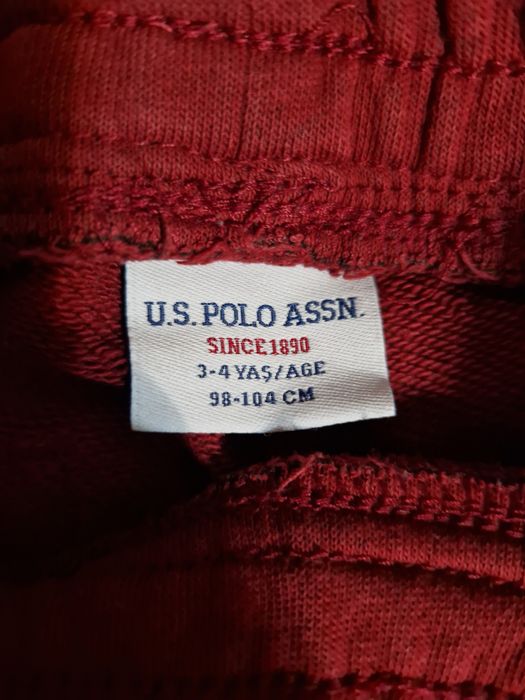 U.S. POLO ASSN.
SINCE 1890
3-4 YAŞ/AGE
98-104 CM